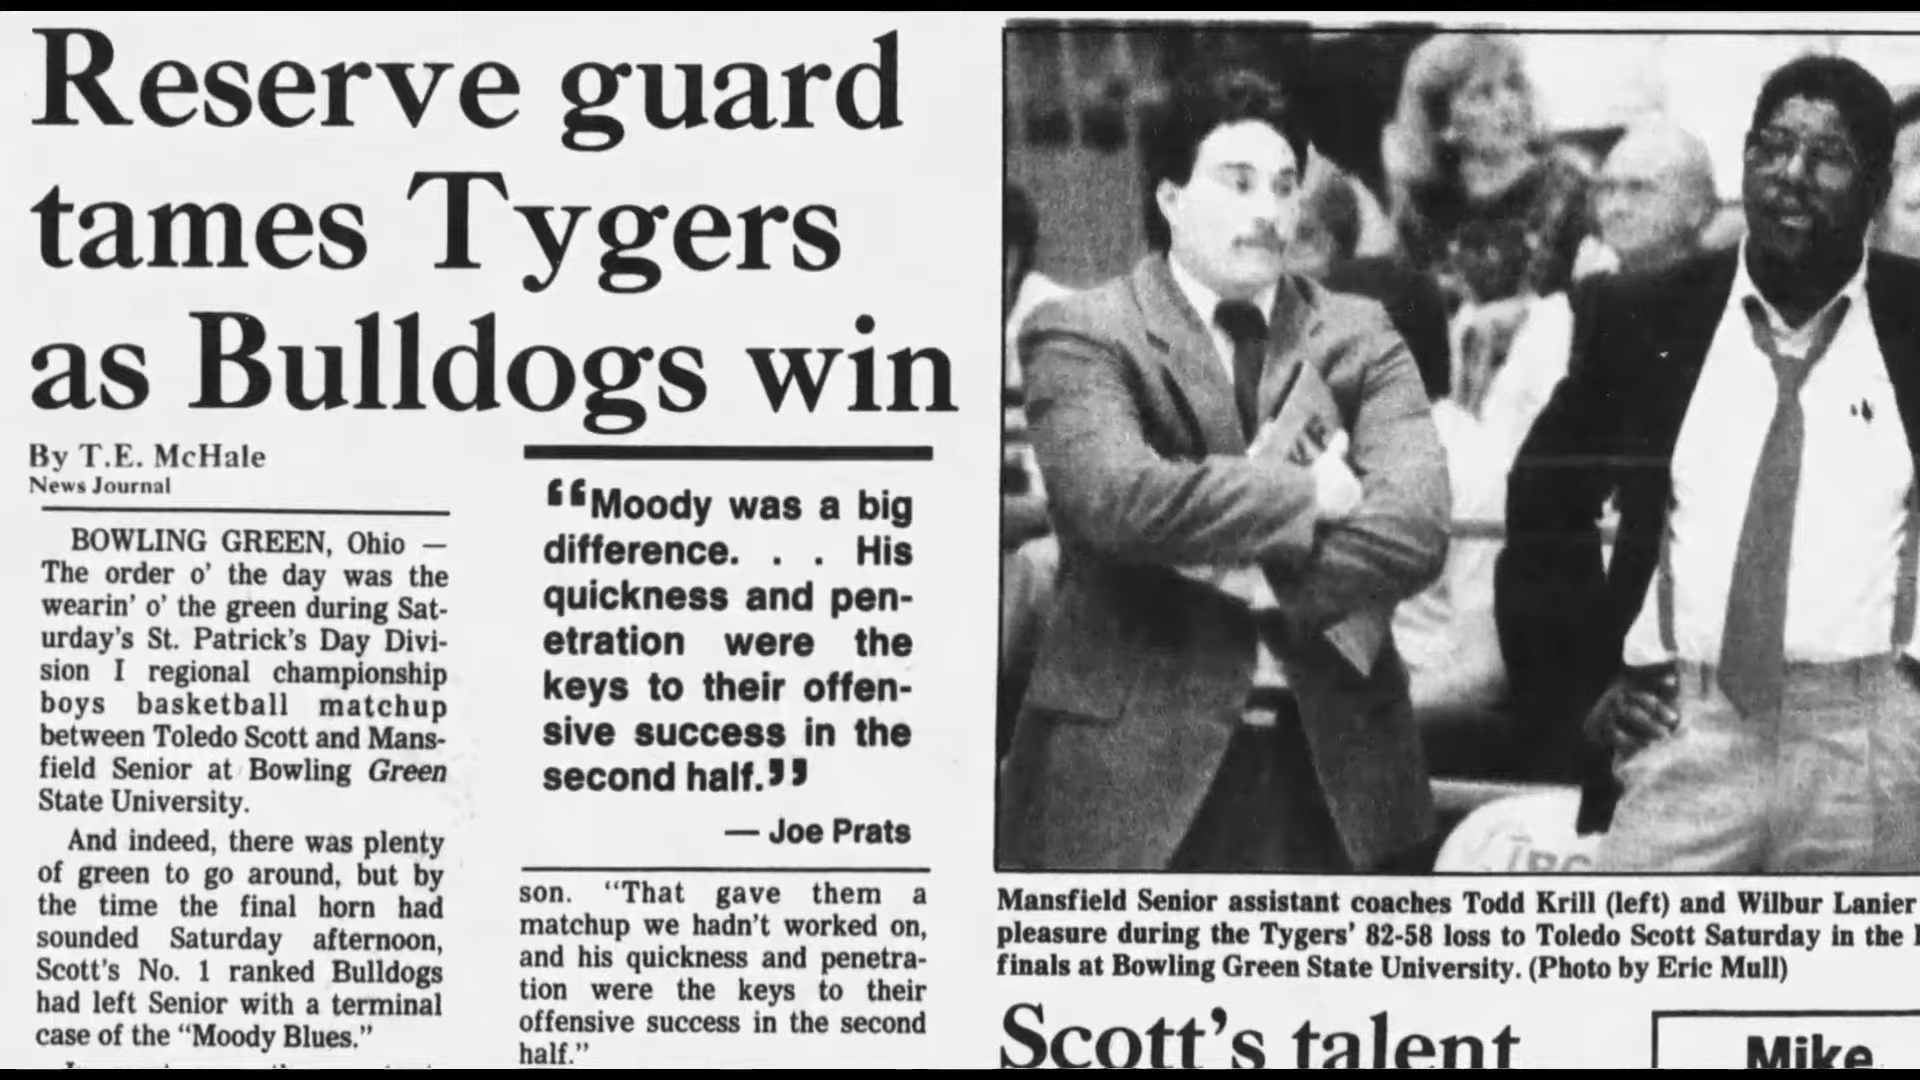 Reserve guard
tames Tygers
as Bulldogs win
By T.E. McHale
News Journal
BOWLING GREEN, Ohio —
The order o' the day was the
wearin' o' the green during Sat-
urday's St. Patrick's Day Divi-
sion I regional championship
boys basketball matchup
between Toledo Scott and Mans-
field Senior at Bowling Green
State University.
And indeed, there was plenty
of green to go around, but by
the time the final horn had
sounded Saturday afternoon,
Scott's No. 1 ranked Bulldogs
had left Senior with a terminal
case of the “Moody Blues.”
“Moody was a big
difference. . . His
quickness and pen-
etration were the
keys to their offen-
sive success in the
second half.”
— Joe Prats
son. “That gave them a
matchup we hadn't worked on,
and his quickness and penetra-
tion were the keys to their
offensive success in the second
half.”
Mansfield Senior assistant coaches Todd Krill (left) and Wilbur Lanier
pleasure during the Tygers' 82-58 loss to Toledo Scott Saturday in the
finals at Bowling Green State University. (Photo by Eric Mull)
Scott's talent
Mike